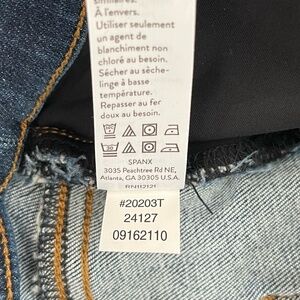 similaires.
À l'envers.
Utiliser seulement
un agent de
blanchiment non
chloré au besoin.
Sécher au sèche-
linge à basse
température.
Repasser au fer
doux au besoin.
SPANX
3035 Peachtree Rd NE,
Atlanta, GA 30305 U.S.A.
RN112121
#20203T
24127
09162110